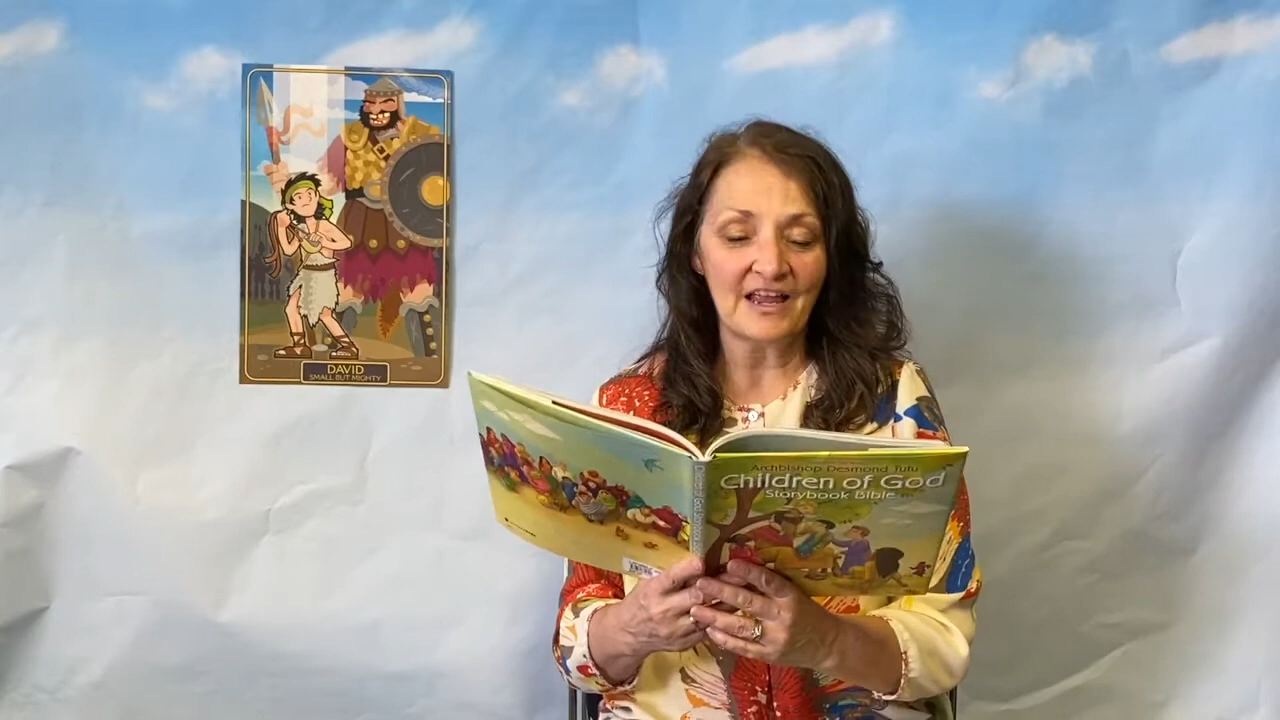 DAVID
SMALL BUT MIGHTY
Archbishop Desmond Tutu
Children of God
Storybook Bible